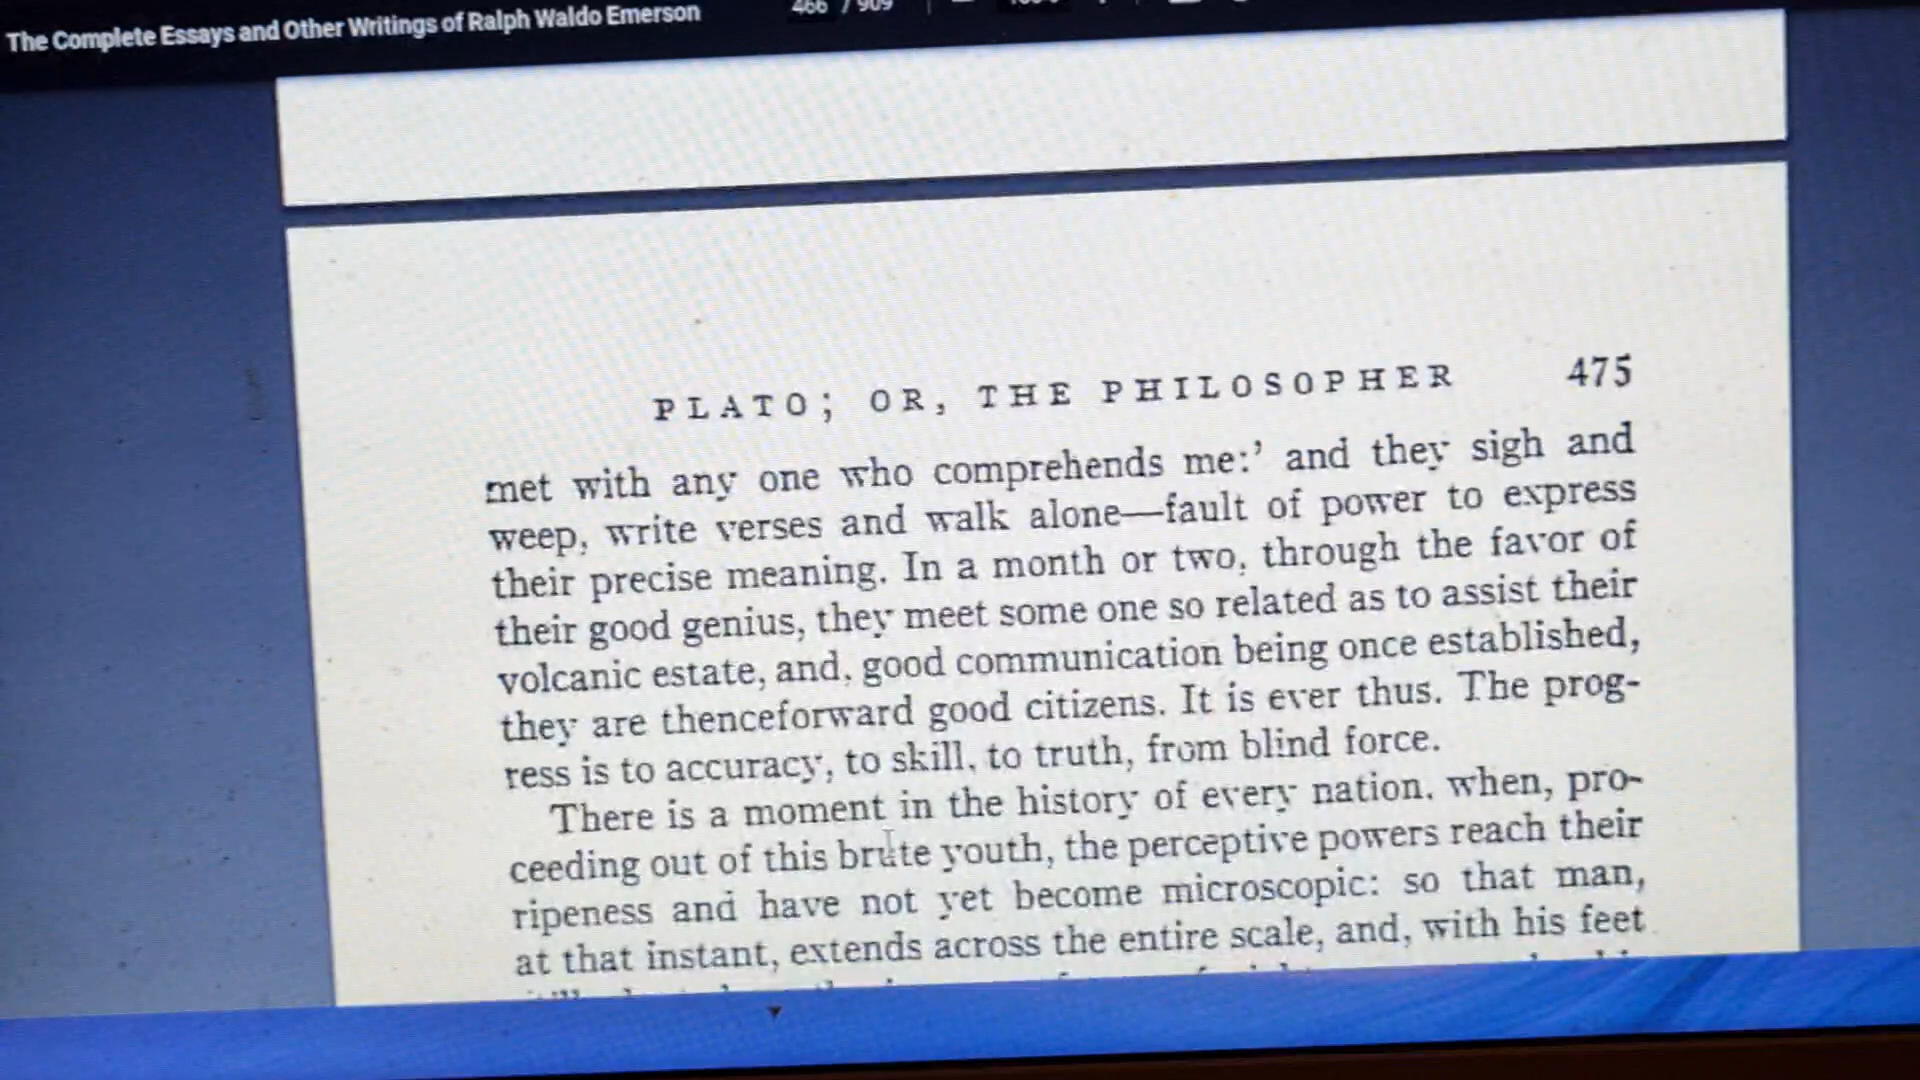 The Complete Essays and Other Writings of Ralph Waldo Emerson
466 / 909
PLATO; OR, THE PHILOSOPHER 475
met with any one who comprehends me:’ and they sigh and
weep, write verses and walk alone—fault of power to express
their precise meaning. In a month or two, through the favor of
their good genius, they meet some one so related as to assist their
volcanic estate, and, good communication being once established,
they are thenceforward good citizens. It is ever thus. The prog-
ress is to accuracy, to skill, to truth, from blind force.
There is a moment in the history of every nation, when, pro-
ceeding out of this brute youth, the perceptive powers reach their
ripeness and have not yet become microscopic: so that man,
at that instant, extends across the entire scale, and, with his feet